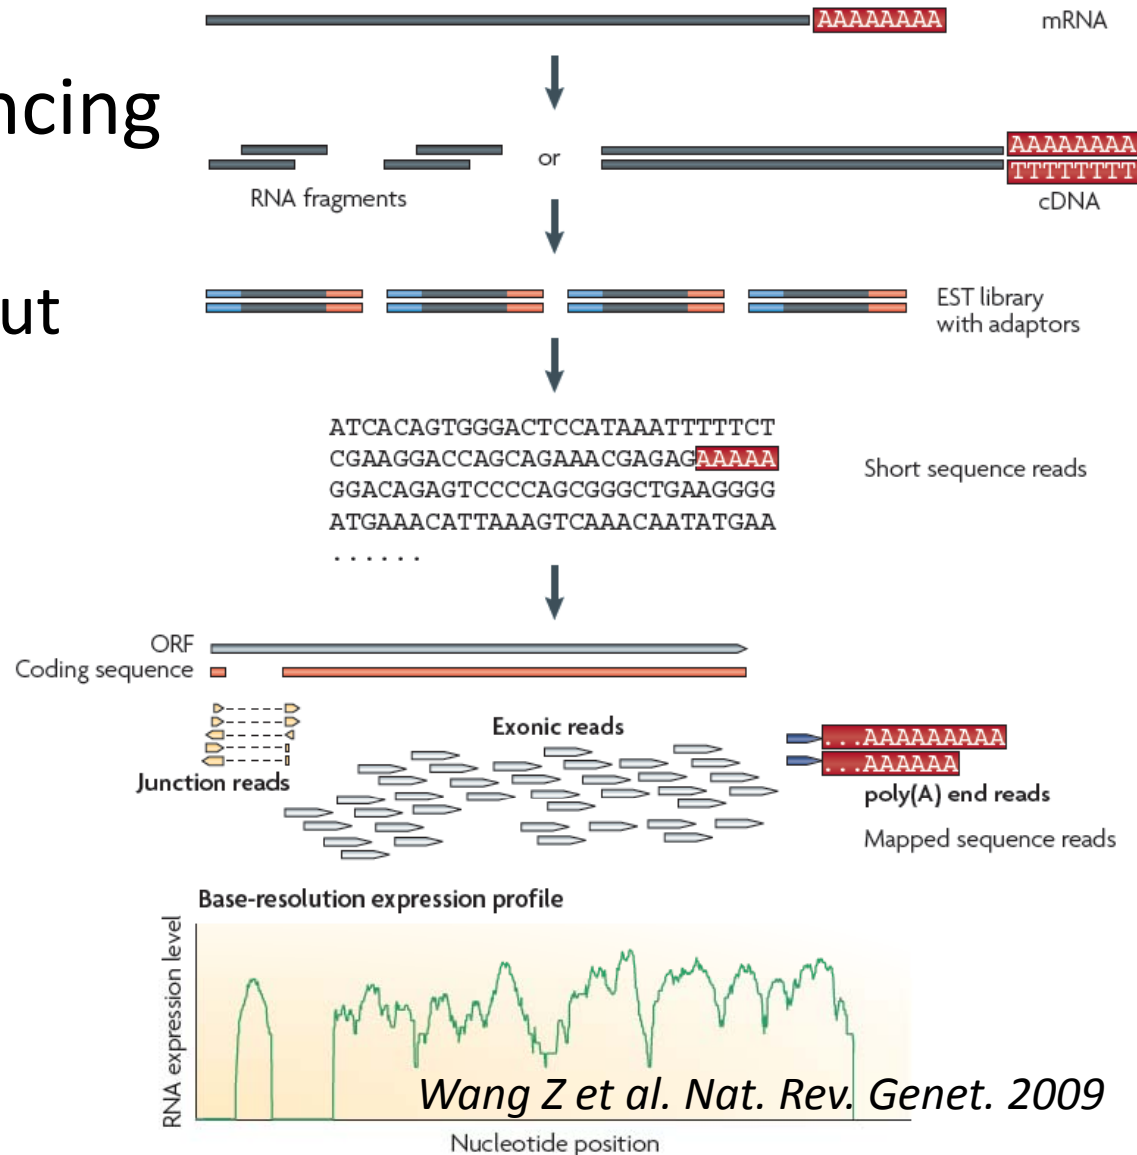 AAAAAAAA mRNA
ncing
or
AAAAAAAA
TTTTTTTT
RNA fragments
cDNA
ut
EST library
with adaptors
ATCACAGTGGGACTCCATAAATTTTTCT
CGAAGGACCAGCAGAAACGAGAGAAAAA
GGACAGAGTCCCCAGCGGGCTGAAGGGG
ATGAAACATTAAAGTCAAACAATATGAA
. . . . . .
Short sequence reads
ORF
Coding sequence
Junction reads
Exonic reads
...AAAAAAAAA
...AAAAAA
poly(A) end reads
Mapped sequence reads
Base-resolution expression profile
RNA expression level
Wang Z et al. Nat. Rev. Genet. 2009
Nucleotide position